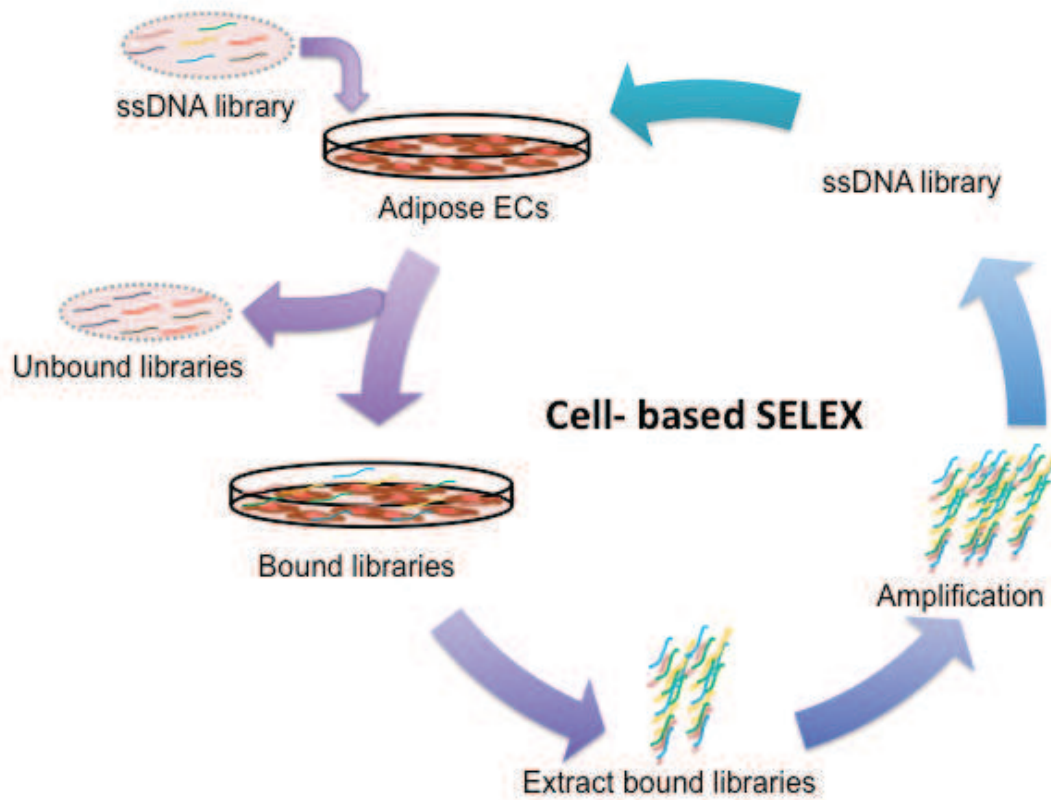 ssDNA library
Adipose ECs
ssDNA library
Unbound libraries
Cell- based SELEX
Bound libraries
Amplification
Extract bound libraries